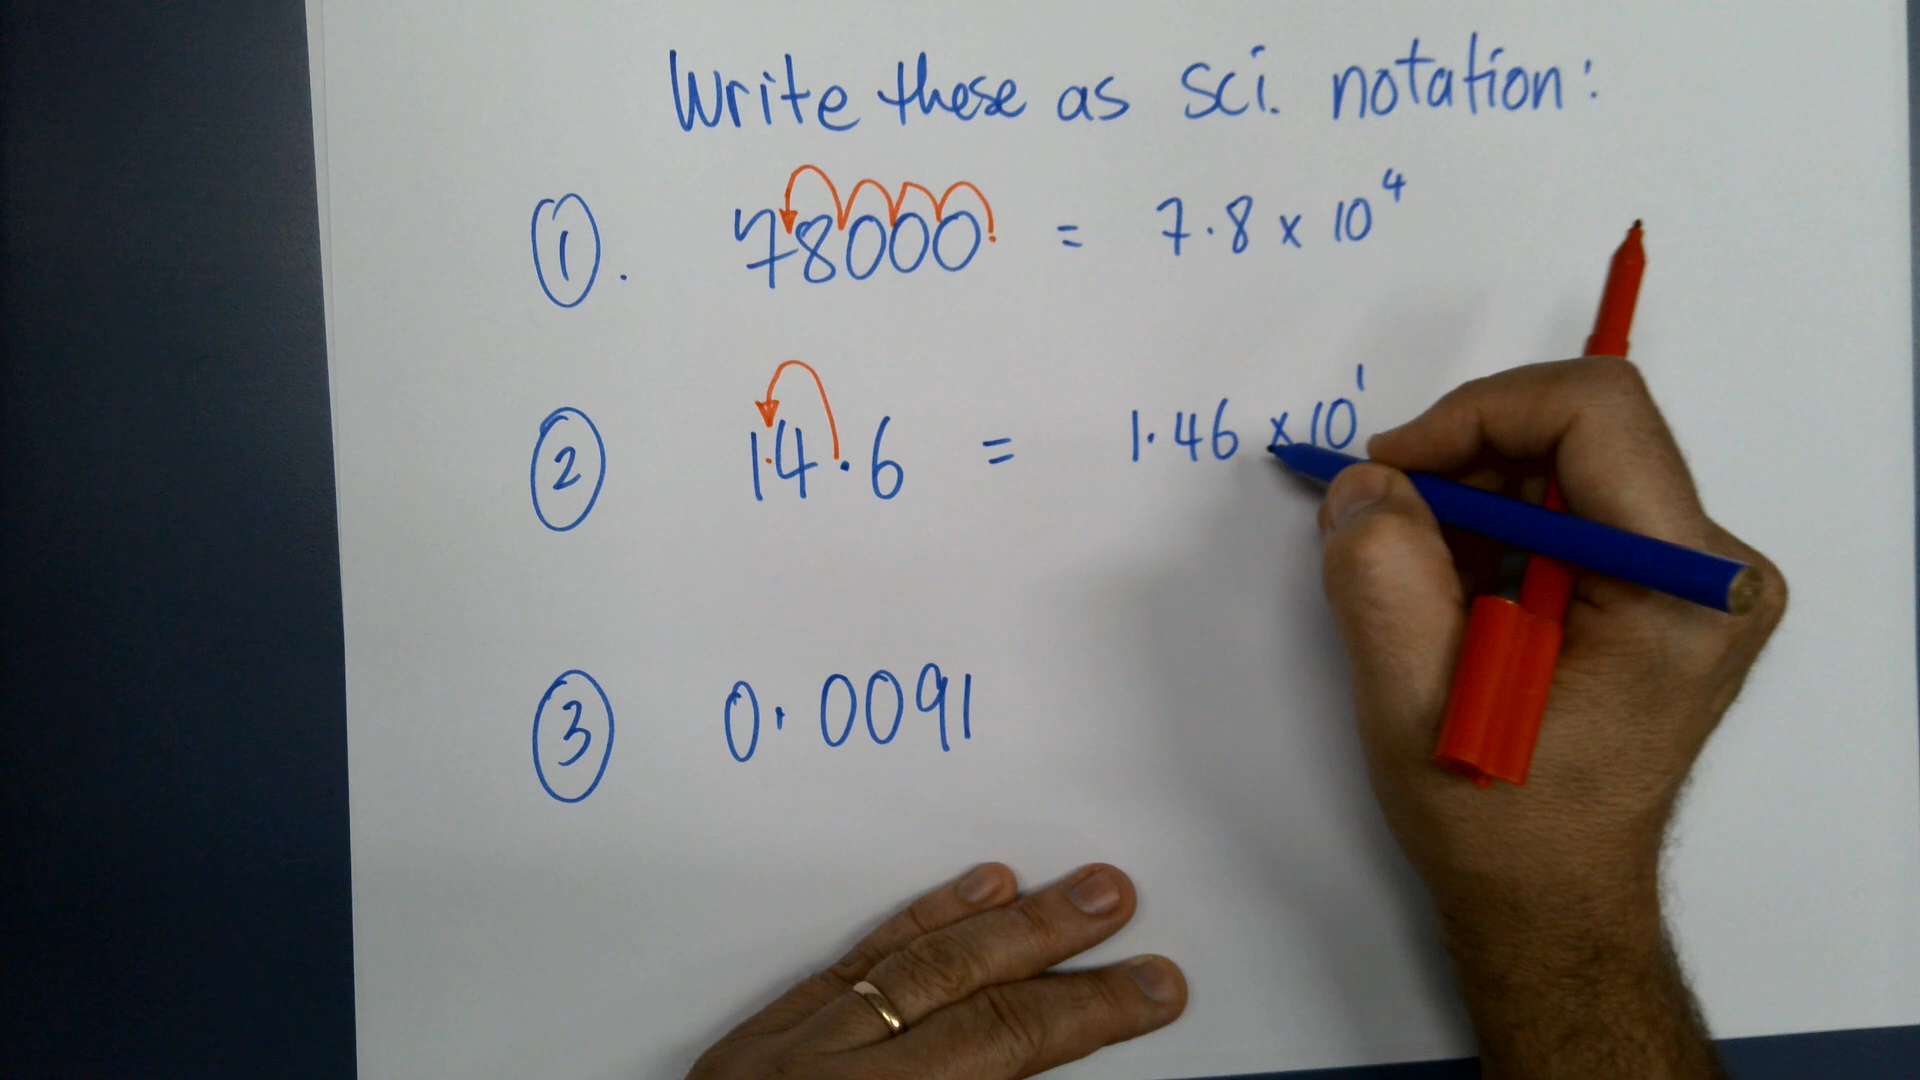 Write these as sci. notation:
①. 78000 = 7.8 x 10⁴
② 14.6 = 1.46 x 10¹
③ 0.0091